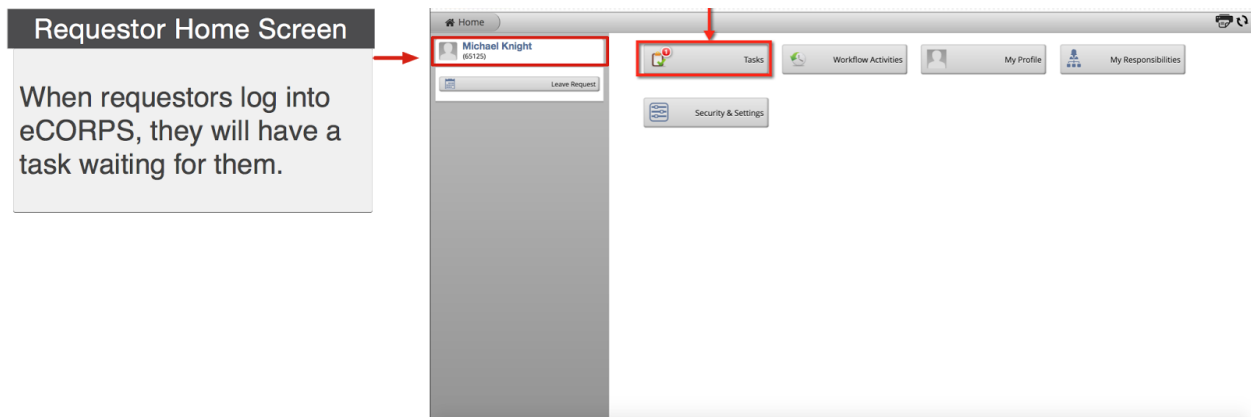 Requestor Home Screen
When requestors log into
eCORPS, they will have a
task waiting for them.
Home
Michael Knight
(65125)
Leave Request
Tasks
Workflow Activities
My Profile
My Responsibilities
Security & Settings